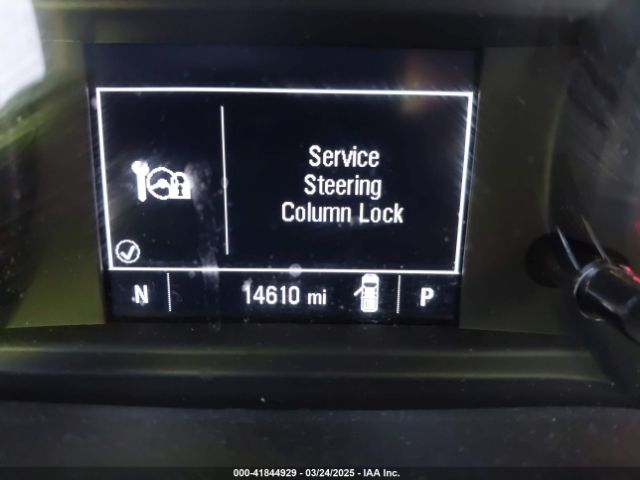 Service
Steering
Column Lock
N 14610 mi P
000-41844929 - 03/24/2025 - IAA Inc.